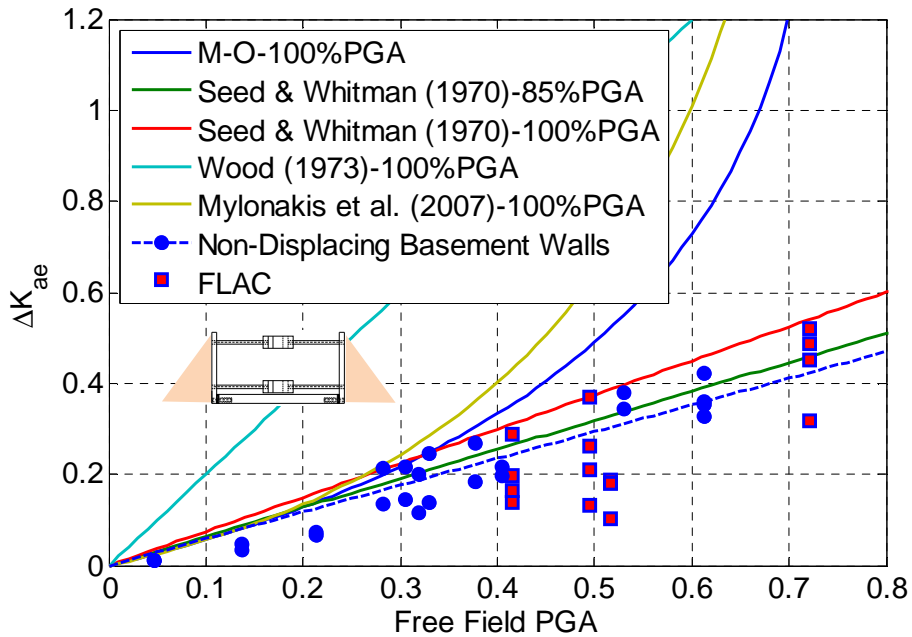 1.2
1
0.8
0.6
0.4
0.2
0
ΔKae
M-O-100%PGA
Seed & Whitman (1970)-85%PGA
Seed & Whitman (1970)-100%PGA
Wood (1973)-100%PGA
Mylonakis et al. (2007)-100%PGA
Non-Displacing Basement Walls
FLAC
0 0.1 0.2 0.3 0.4 0.5 0.6 0.7 0.8
Free Field PGA